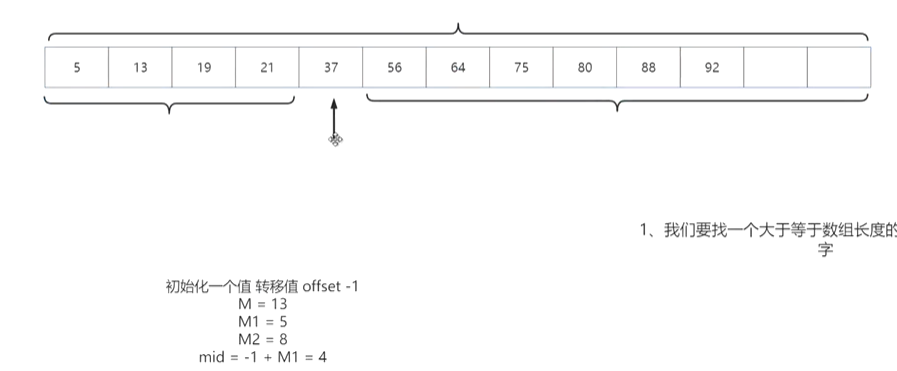 5 13 19 21 37 56 64 75 80 88 92
1、我们要找一个大于等于数组长度的
字
初始化一个值 转移值 offset -1
M = 13
M1 = 5
M2 = 8
mid = -1 + M1 = 4